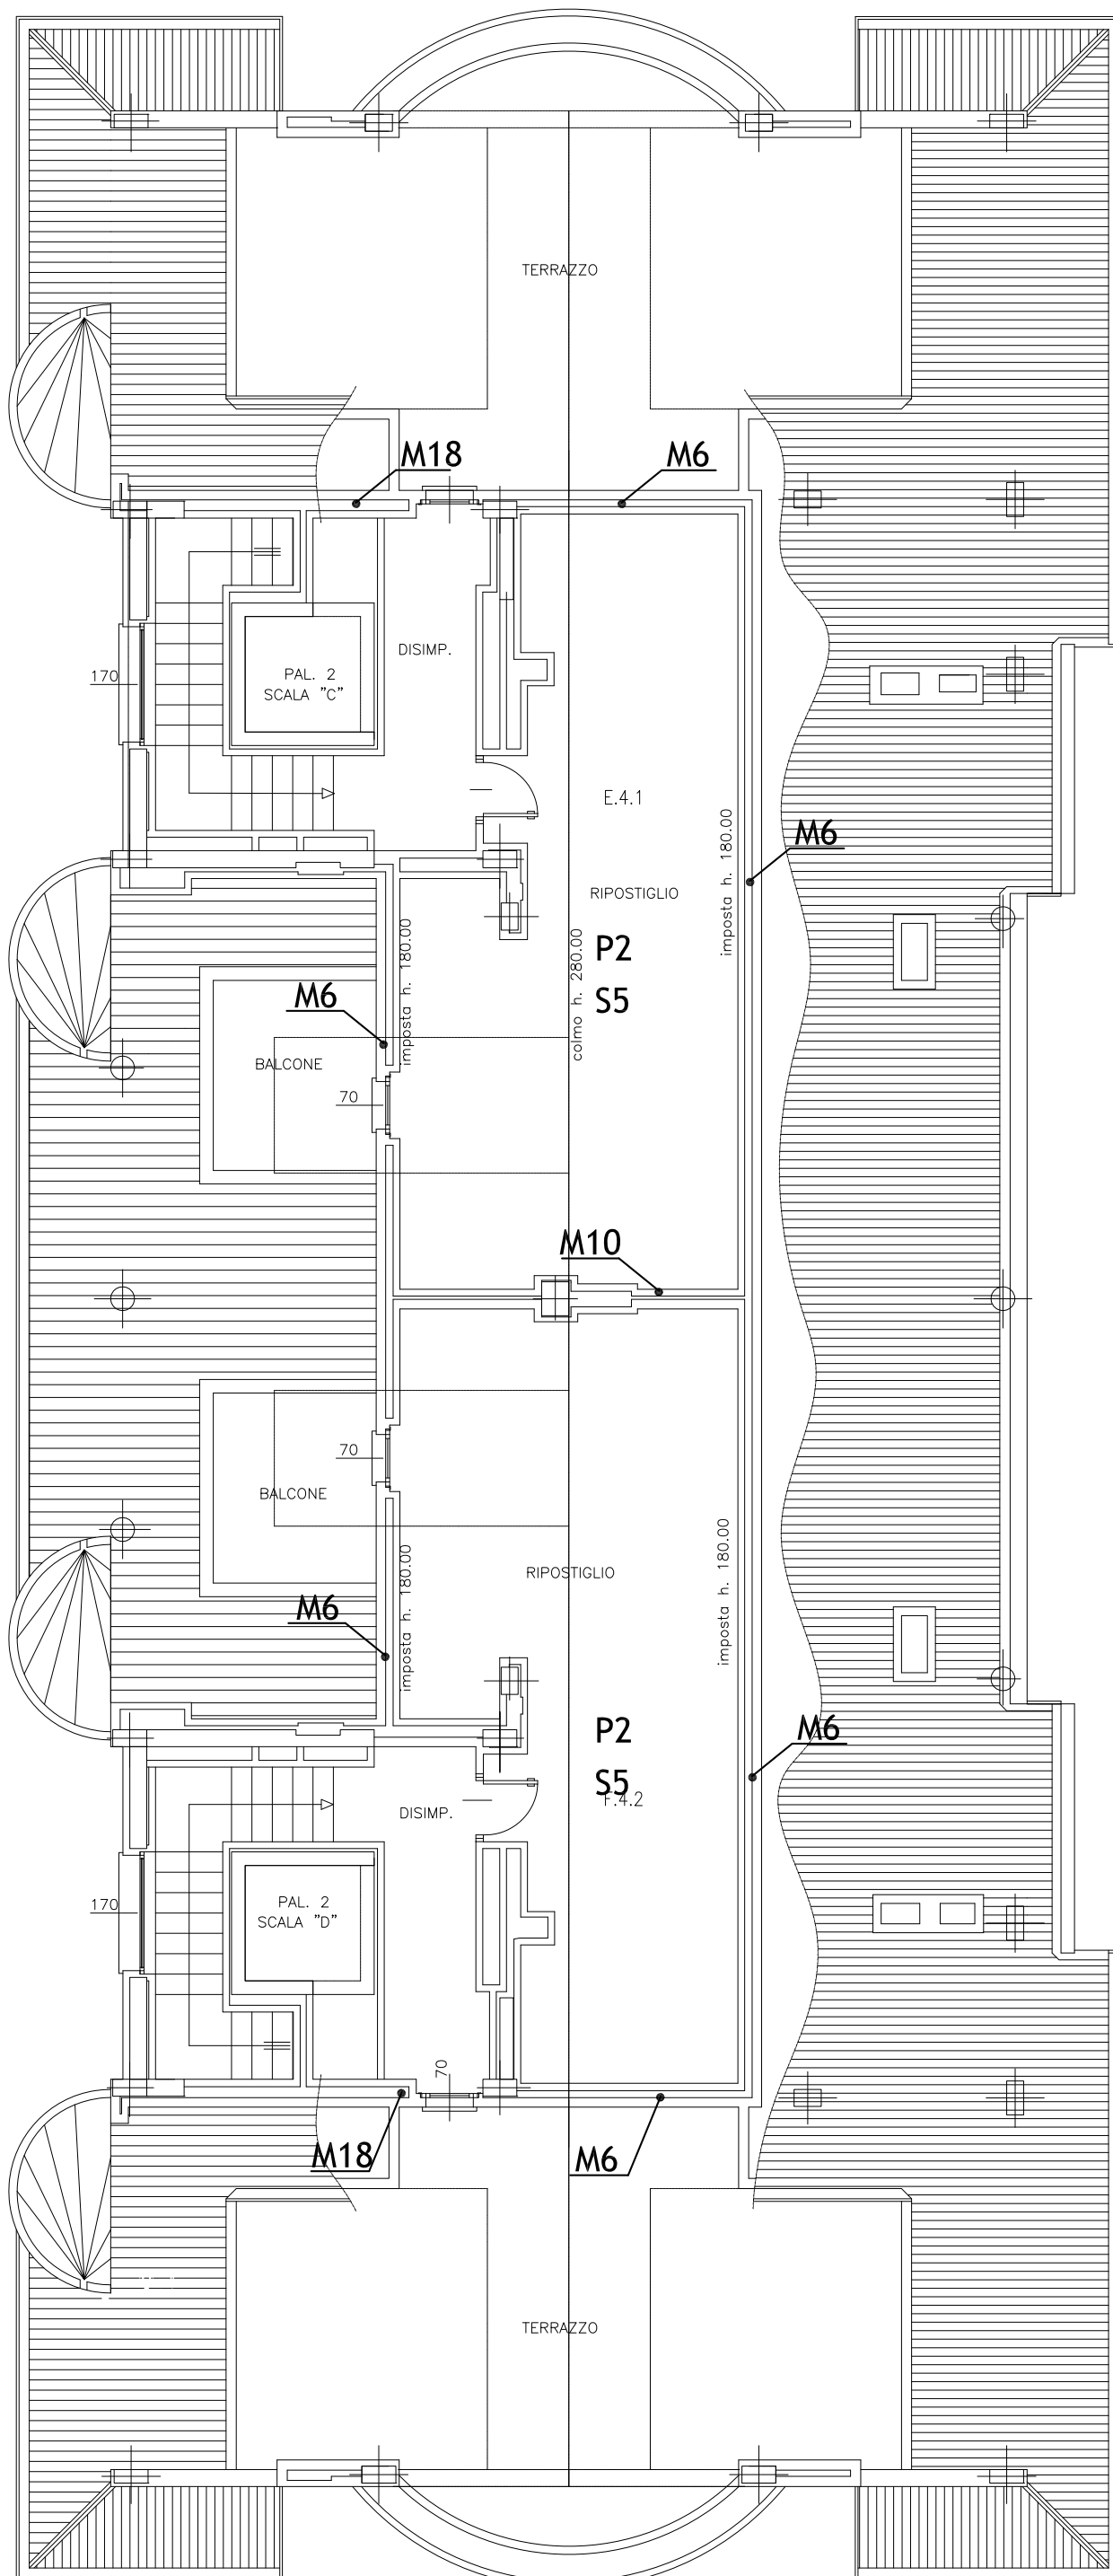 TERRAZZO
M18
M6
DISIMP.
170
PAL. 2
SCALA "C"
E.4.1
M6
imposta h. 180.00
RIPOSTIGLIO
imposta h. 180.00
colmo h. 280.00
P2
S5
M6
BALCONE
70
M10
70
BALCONE
RIPOSTIGLIO
imposta h. 180.00
imposta h. 180.00
M6
P2
M6
S5
F.4.2
DISIMP.
170
PAL. 2
SCALA "D"
70
M18
M6
TERRAZZO